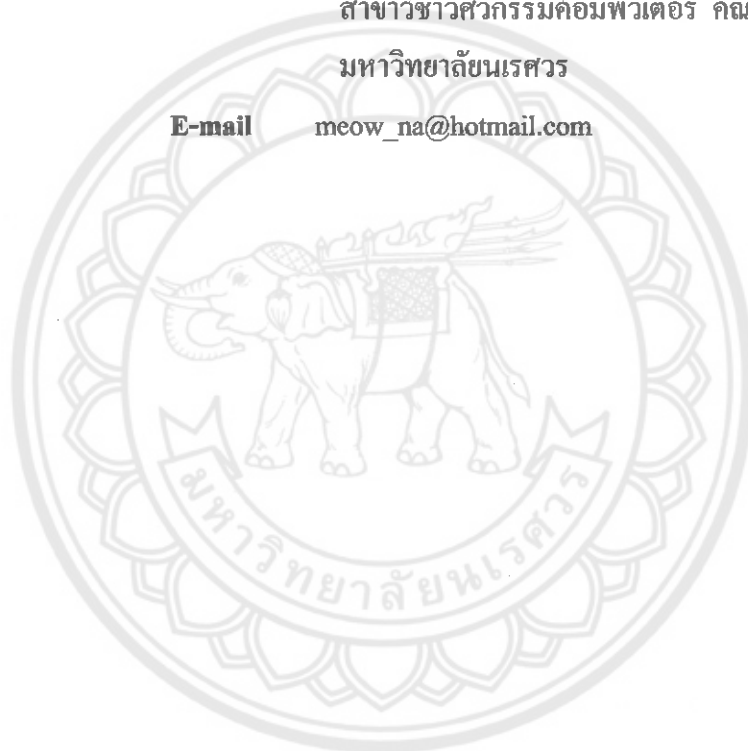 สาขาวิชาวิศวกรรมคอมพิวเตอร์
มหาวิทยาลัยนเรศวร
E-mail meow_na@hotmail.com
มหาวิทยาลัยนเรศวร